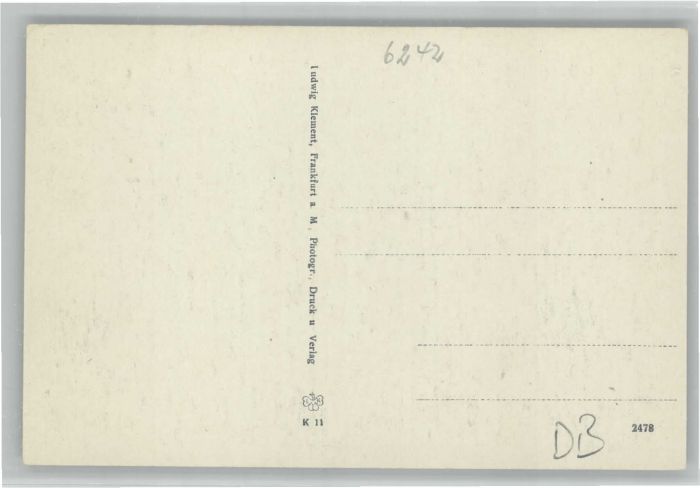 6242
Ludwig Klement, Frankfurt a. M. Photogr., Druck u Verlag
K 11
DB
2478